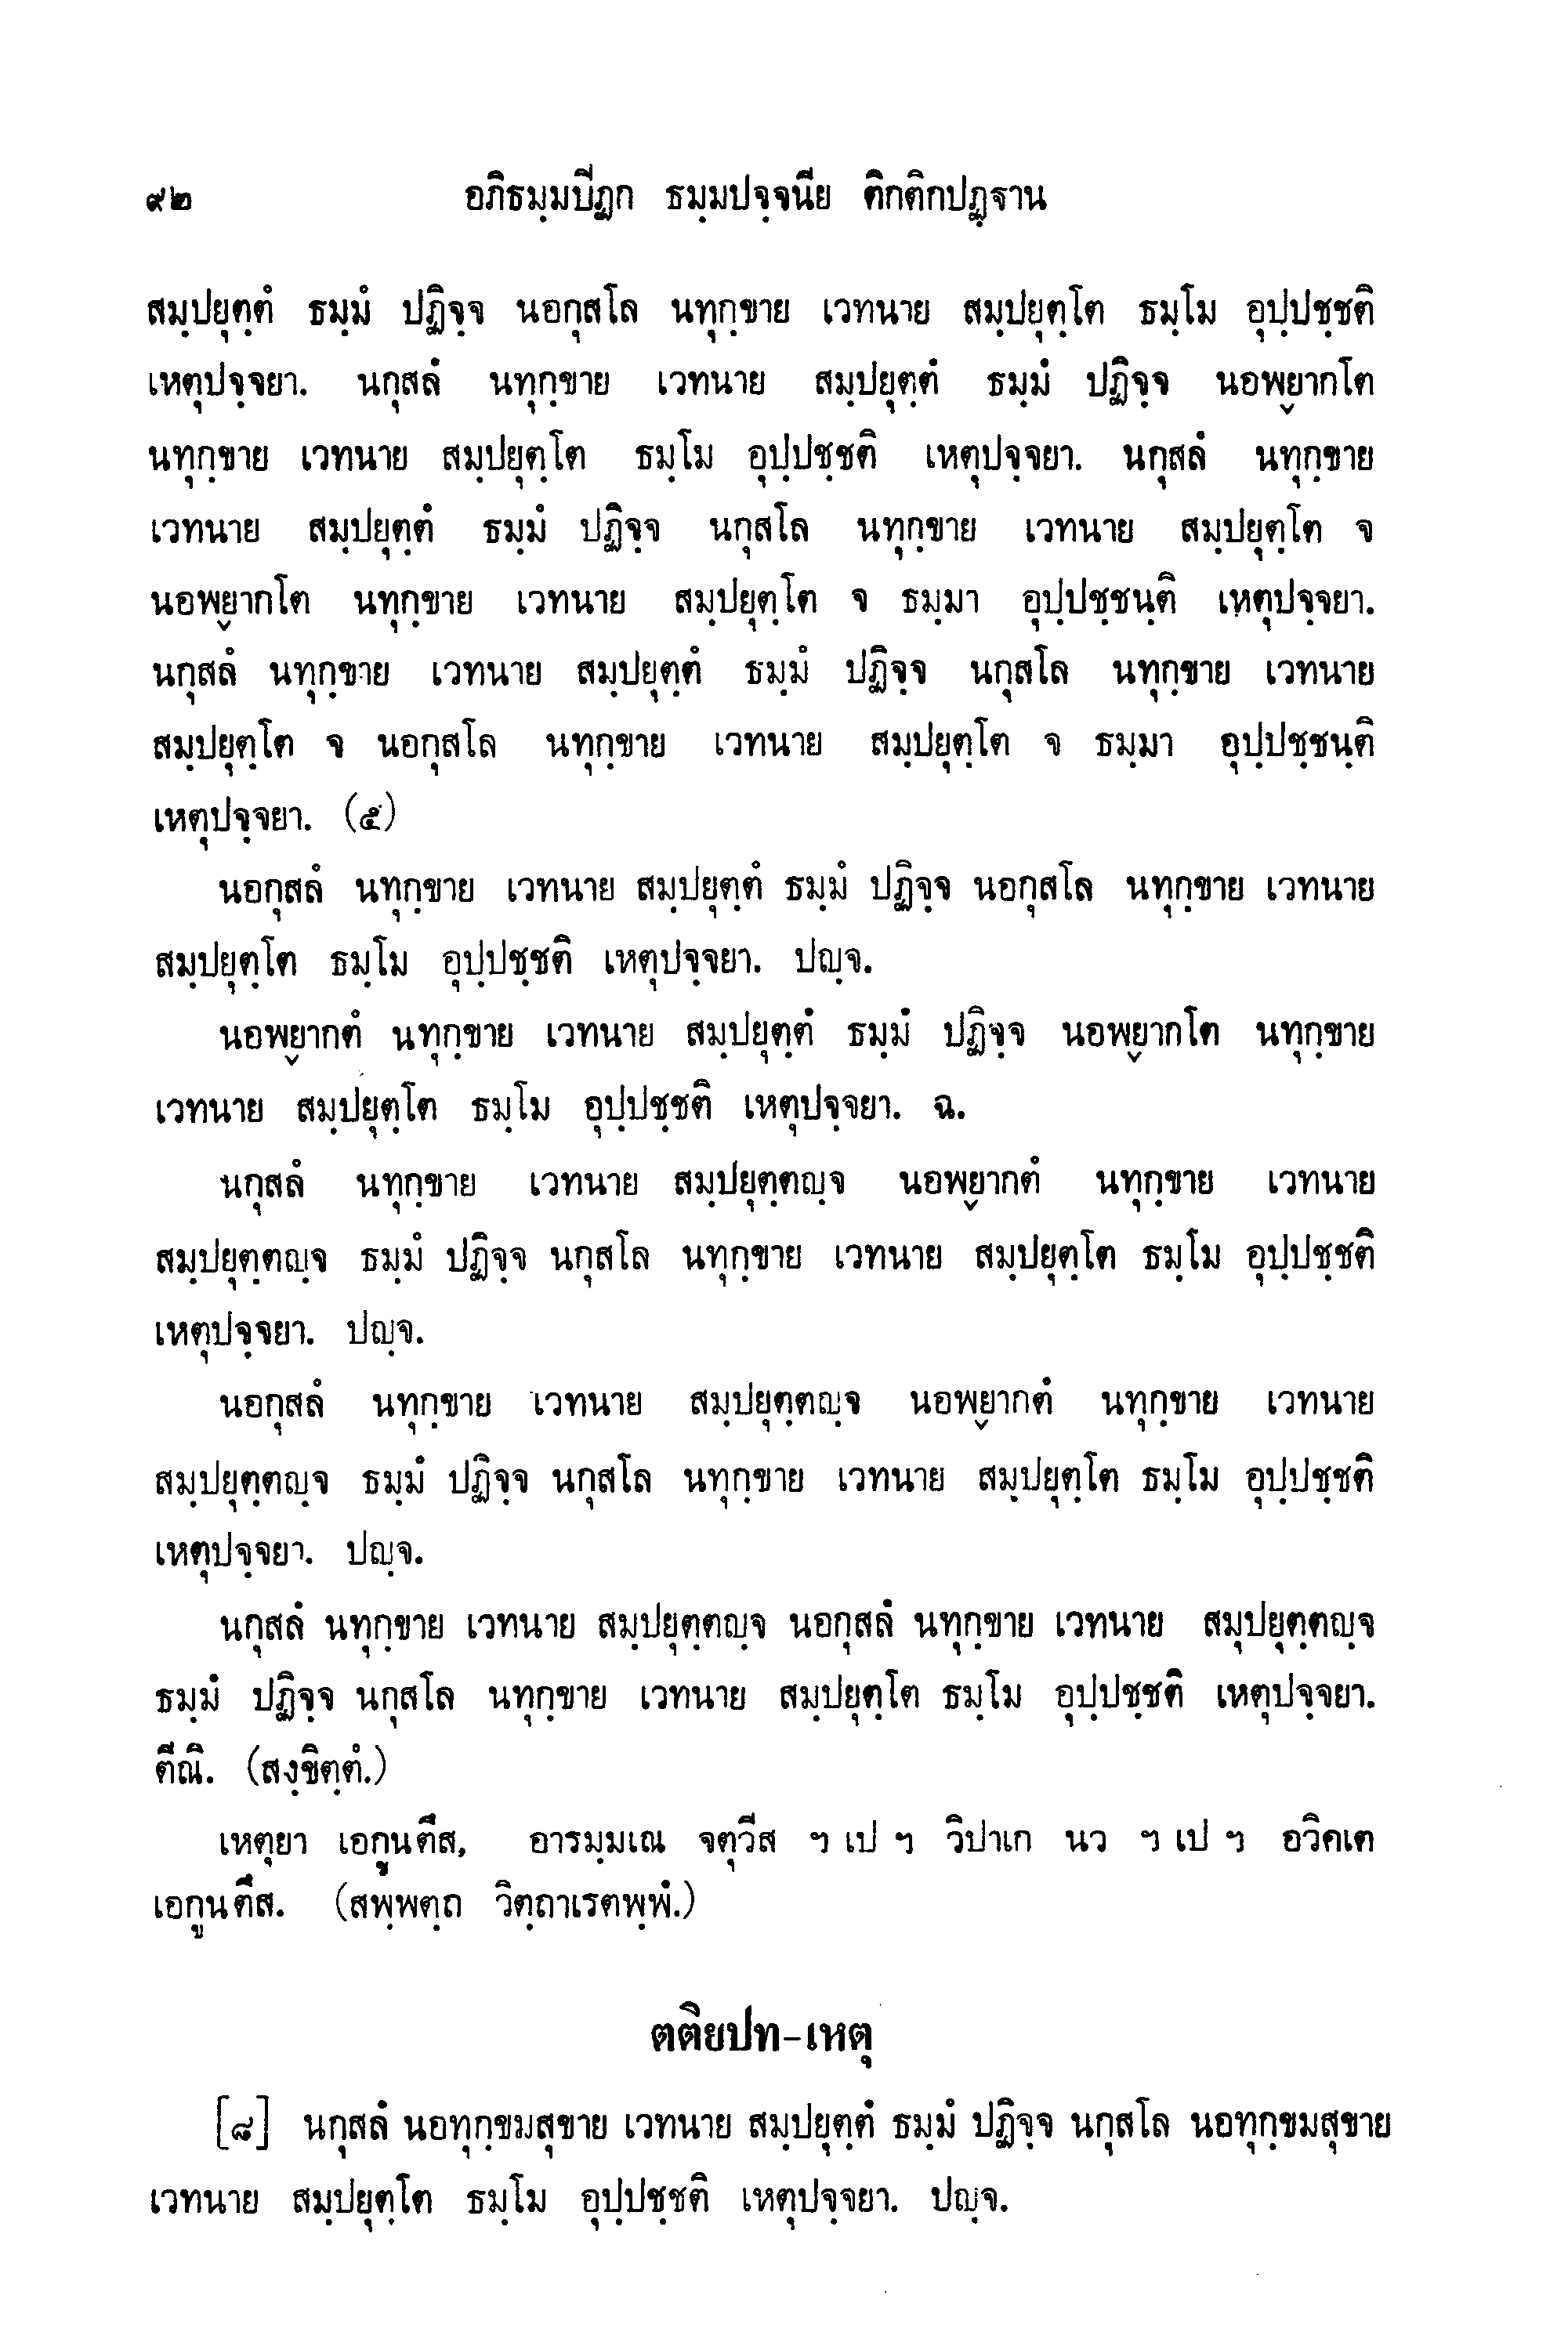 ๙๒ อภิธมฺมปีฏก ธมฺมปจฺจนีย ติกติกปฏฺฐาน
สมฺปยุตฺตํ ธมฺมํ ปฏิจฺจ นอกุสโล นทุกฺขาย เวทนาย สมฺปยุตฺโต ธมฺโม อุปฺปชฺชติ
เหตุปจฺจยา. นกุสลํ นทุกฺขาย เวทนาย สมฺปยุตฺตํ ธมฺมํ ปฏิจฺจ นอพฺยากโต
นทุกฺขาย เวทนาย สมฺปยุตฺโต ธมฺโม อุปฺปชฺชติ เหตุปจฺจยา. นกุสลํ นทุกฺขาย
เวทนาย สมฺปยุตฺตํ ธมฺมํ ปฏิจฺจ นกุสโล นทุกฺขาย เวทนาย สมฺปยุตฺโต จ
นอพฺยากโต นทุกฺขาย เวทนาย สมฺปยุตฺโต จ ธมฺมา อุปฺปชฺชนฺติ เหตุปจฺจยา.
นกุสลํ นทุกฺขาย เวทนาย สมฺปยุตฺตํ ธมฺมํ ปฏิจฺจ นกุสโล นทุกฺขาย เวทนาย
สมฺปยุตฺโต จ นอกุสโล นทุกฺขาย เวทนาย สมฺปยุตฺโต จ ธมฺมา อุปฺปชฺชนฺติ
เหตุปจฺจยา. (๕)
นอกุสลํ นทุกฺขาย เวทนาย สมฺปยุตฺตํ ธมฺมํ ปฏิจฺจ นอกุสโล นทุกฺขาย เวทนาย
สมฺปยุตฺโต ธมฺโม อุปฺปชฺชติ เหตุปจฺจยา. ปญฺจ.
นอพฺยากตํ นทุกฺขาย เวทนาย สมฺปยุตฺตํ ธมฺมํ ปฏิจฺจ นอพฺยากโต นทุกฺขาย
เวทนาย สมฺปยุตฺโต ธมฺโม อุปฺปชฺชติ เหตุปจฺจยา. ฉ.
นกุสลํ นทุกฺขาย เวทนาย สมฺปยุตฺตญฺจ นอพฺยากตํ นทุกฺขาย เวทนาย
สมฺปยุตฺตญฺจ ธมฺมํ ปฏิจฺจ นกุสโล นทุกฺขาย เวทนาย สมฺปยุตฺโต ธมฺโม อุปฺปชฺชติ
เหตุปจฺจยา. ปญฺจ.
นอกุสลํ นทุกฺขาย เวทนาย สมฺปยุตฺตญฺจ นอพฺยากตํ นทุกฺขาย เวทนาย
สมฺปยุตฺตญฺจ ธมฺมํ ปฏิจฺจ นกุสโล นทุกฺขาย เวทนาย สมฺปยุตฺโต ธมฺโม อุปฺปชฺชติ
เหตุปจฺจยา. ปญฺจ.
นกุสลํ นทุกฺขาย เวทนาย สมฺปยุตฺตญฺจ นอกุสลํ นทุกฺขาย เวทนาย สมุปยุตฺตญฺจ
ธมฺมํ ปฏิจฺจ นกุสโล นทุกฺขาย เวทนาย สมฺปยุตฺโต ธมฺโม อุปฺปชฺชติ เหตุปจฺจยา.
ตีณิ. (สงฺขิตฺตํ.)
เหตุยา เอกูนตึส, อารมฺมเณ จตุวีส ฯ เป ฯ วิปาเก นว ฯ เป ฯ อวิคเต
เอกูนตึส. (สพฺพตฺถ วิตฺถาเรตพฺพํ.)
ตติยปท-เหตุ
[๘] นกุสลํ นอทุกฺขมสุขาย เวทนาย สมฺปยุตฺตํ ธมฺมํ ปฏิจฺจ นกุสโล นอทุกฺขมสุขาย
เวทนาย สมฺปยุตฺโต ธมฺโม อุปฺปชฺชติ เหตุปจฺจยา. ปญฺจ.